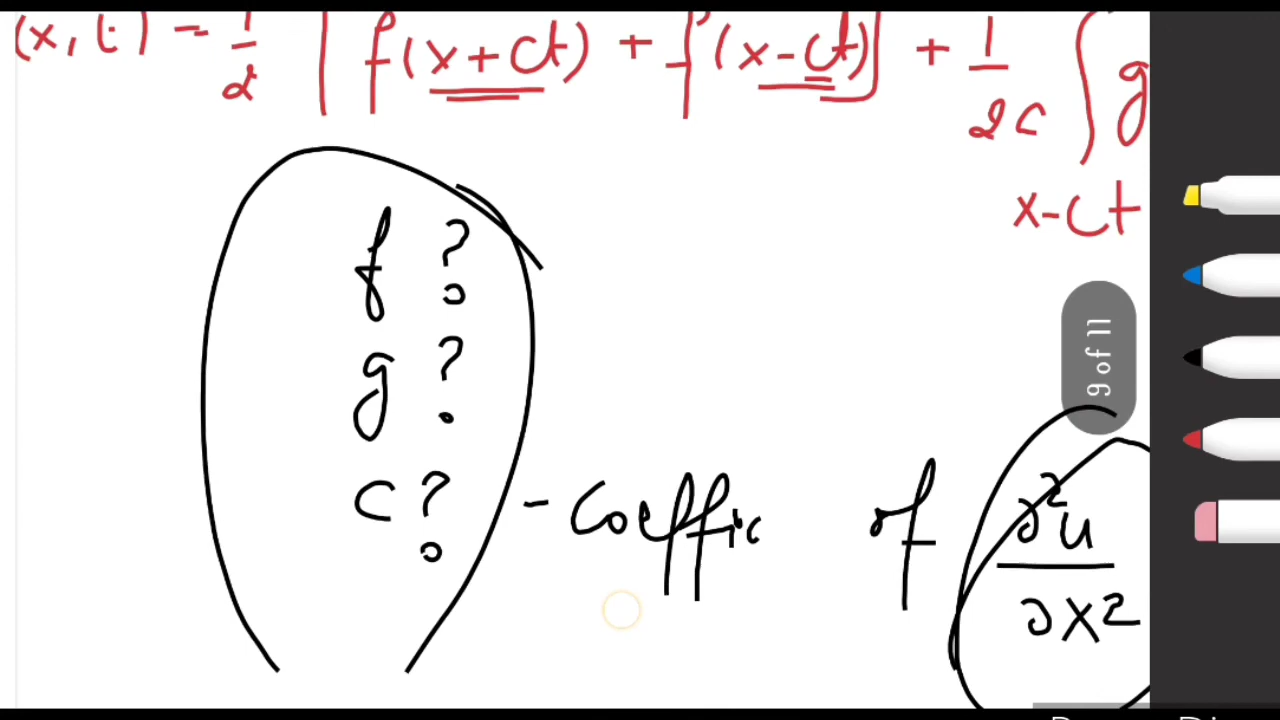 (x, t) = 1/2 [f(x+ct) + f(x-ct)] + 1/2c ∫ g
x-ct
f ?
g ?
c ? - Coeffic of ∂²u/∂x²
9 of 11